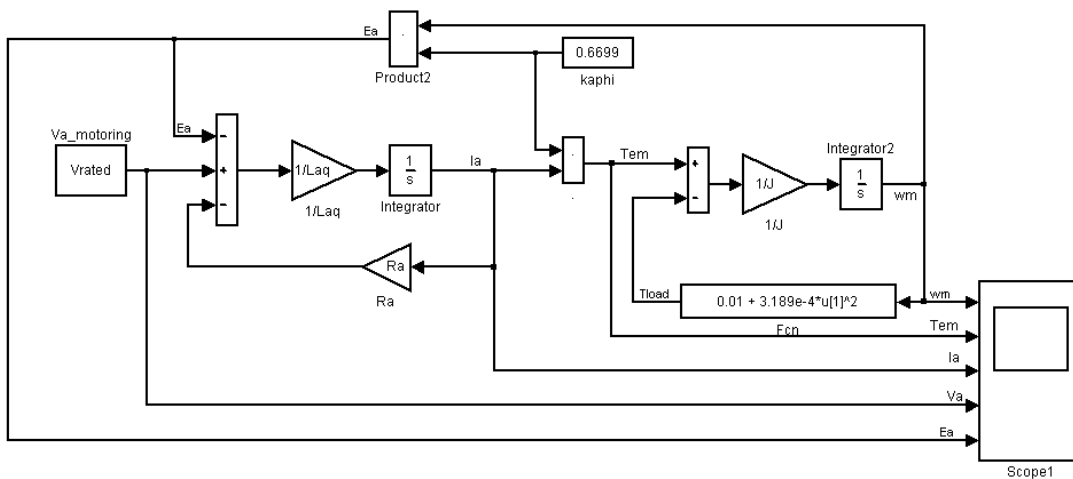 Ea
0.6699
Product2
kaphi
Va_motoring
Ea
Vrated
−
+
−
1/Laq
1/Laq
1
s
Integrator
Ia
Tem
+
−
1/J
1/J
Integrator2
1
s
wm
Ra
Ra
Tload
0.01 + 3.189e-4*u[1]^2
Fcn
wm
Tem
Ia
Va
Ea
Scope1